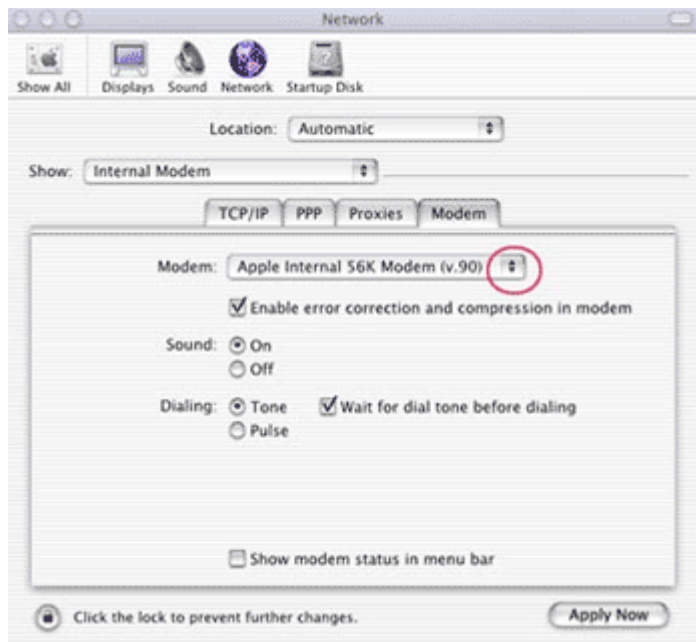 Network
Show All Displays Sound Network Startup Disk
Location: Automatic
Show: Internal Modem
TCP/IP PPP Proxies Modem
Modem: Apple Internal 56K Modem (v.90)
Enable error correction and compression in modem
Sound: On
Off
Dialing: Tone Wait for dial tone before dialing
Pulse
Show modem status in menu bar
Click the lock to prevent further changes. Apply Now